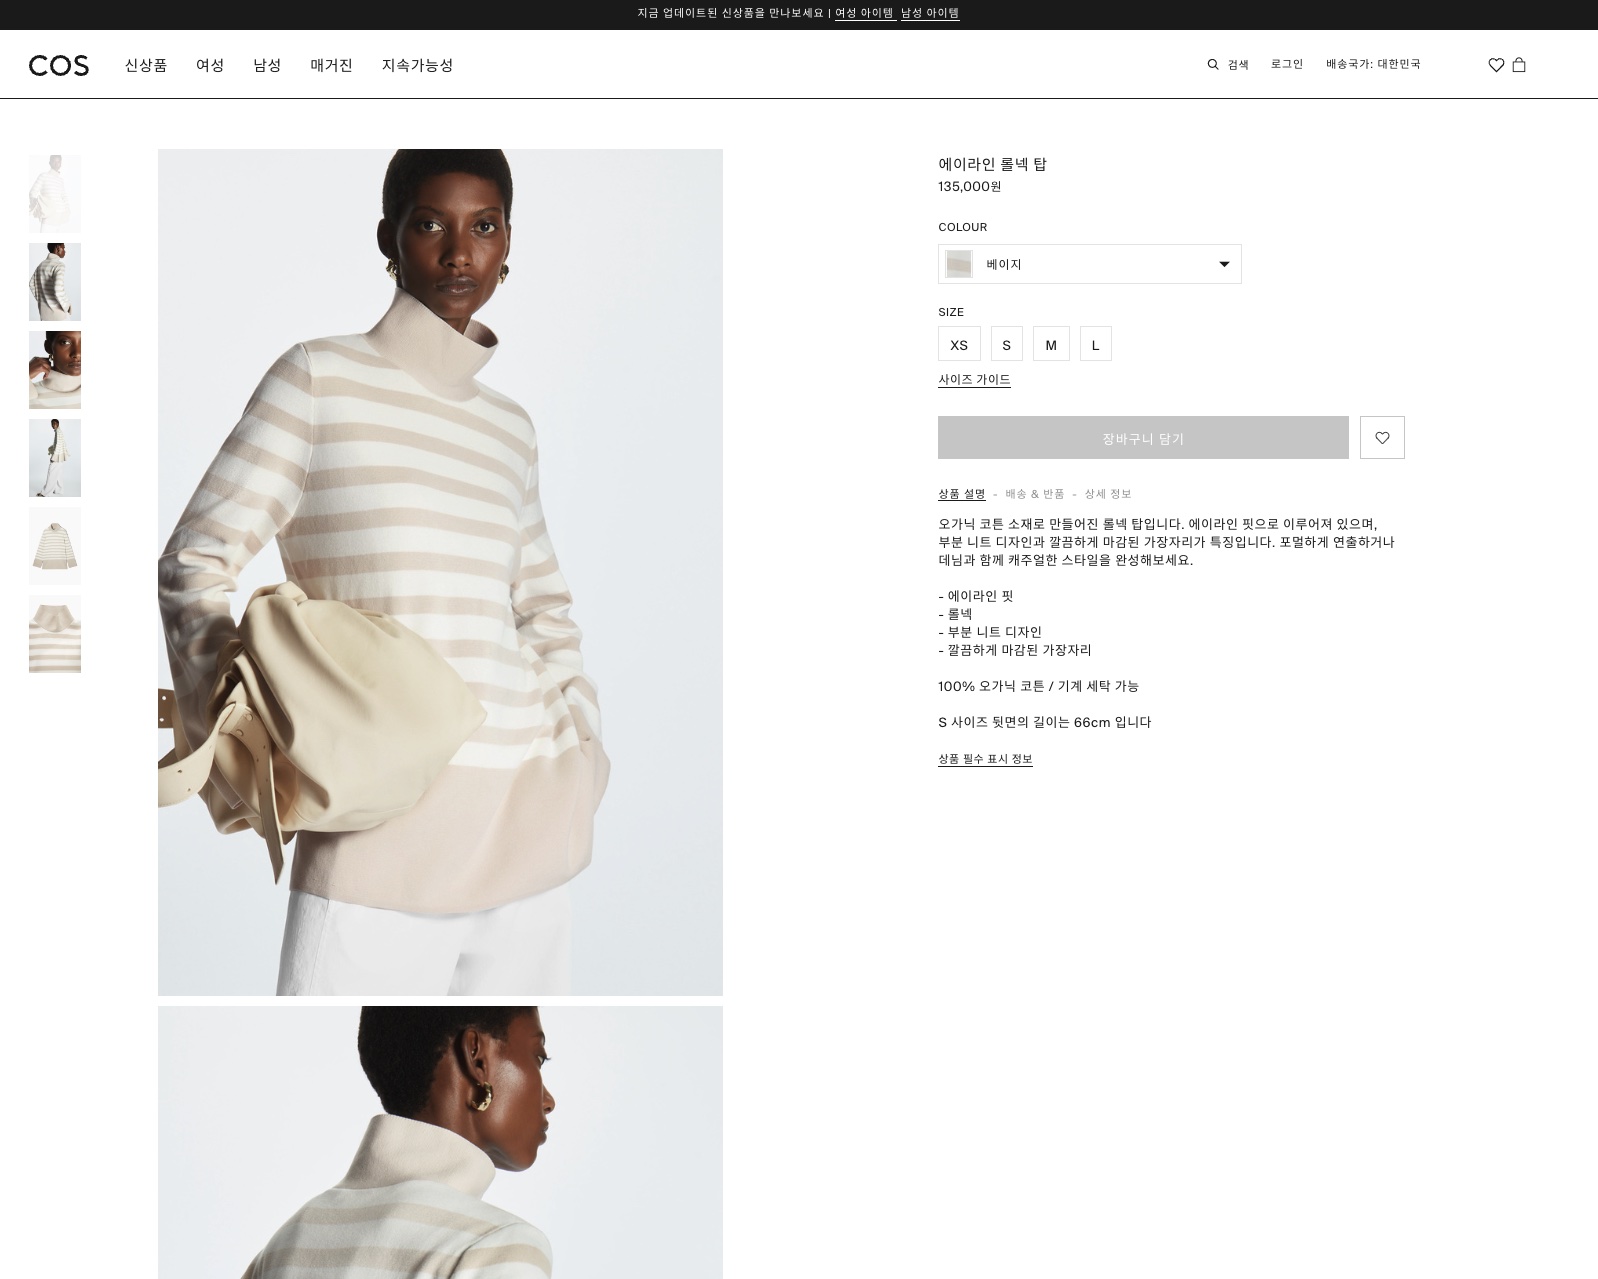 지금 업데이트된 신상품을 만나보세요 | 여성 아이템 남성 아이템
COS 신상품 여성 남성 매거진 지속가능성 검색 로그인 배송국가: 대한민국
에이라인 롤넥 탑
135,000원
COLOUR
베이지
SIZE
XS S M L
사이즈 가이드
장바구니 담기
상품 설명 - 배송 & 반품 - 상세 정보
오가닉 코튼 소재로 만들어진 롤넥 탑입니다. 에이라인 핏으로 이루어져 있으며,
부분 니트 디자인과 깔끔하게 마감된 가장자리가 특징입니다. 포멀하게 연출하거나
데님과 함께 캐주얼한 스타일을 완성해보세요.
- 에이라인 핏
- 롤넥
- 부분 니트 디자인
- 깔끔하게 마감된 가장자리
100% 오가닉 코튼 / 기계 세탁 가능
S 사이즈 뒷면의 길이는 66cm 입니다
상품 필수 표시 정보